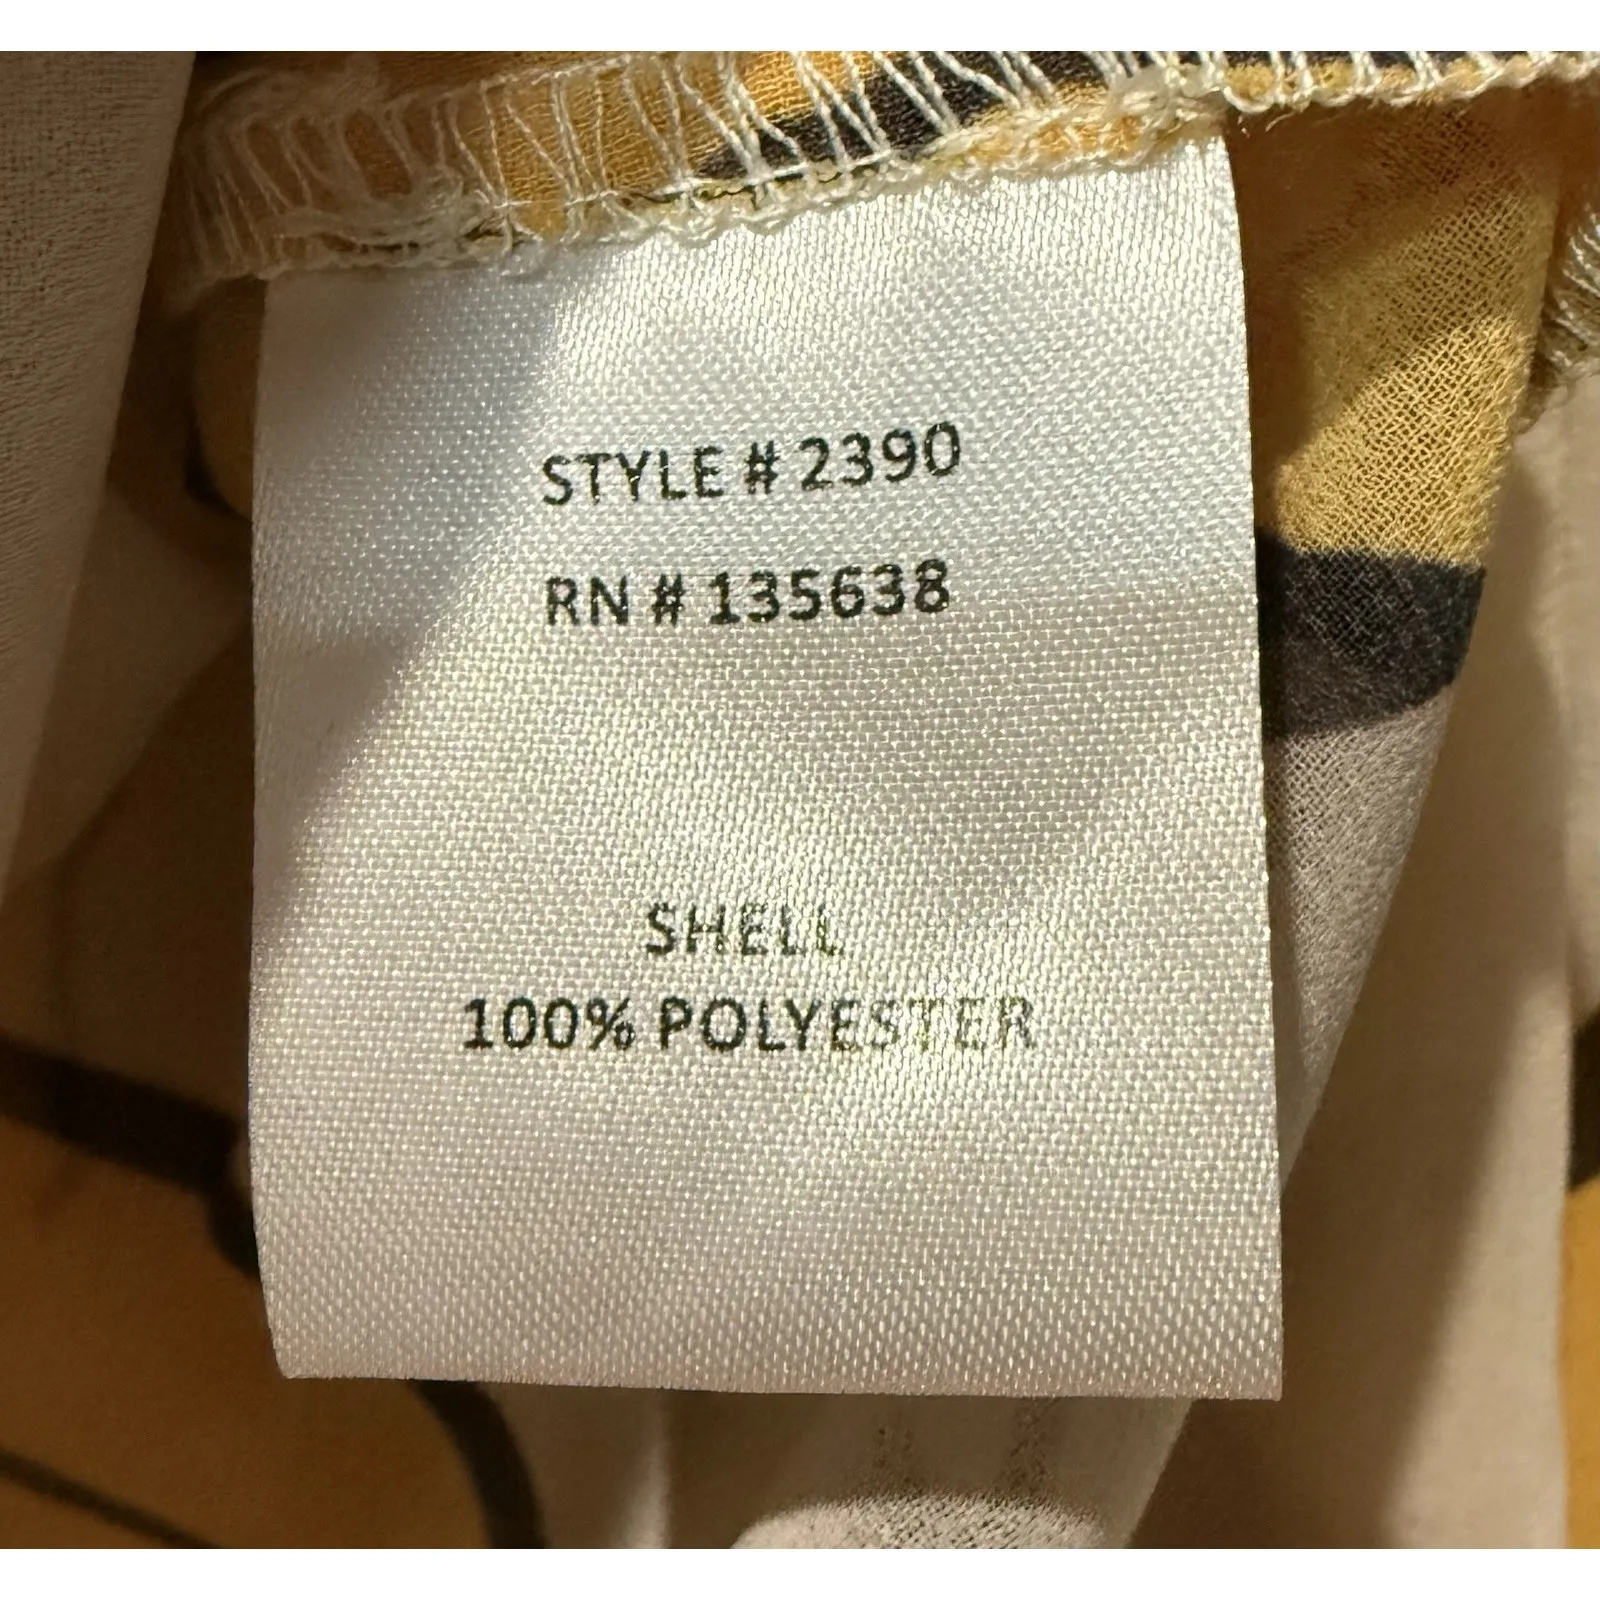 STYLE # 2390
RN # 135638
SHELL
100% POLYESTER